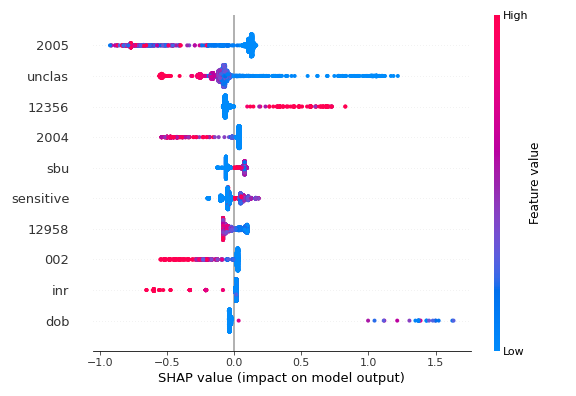 High
2005
unclas
12356
2004
sbu
sensitive
12958
002
inr
dob
Feature value
Low
−1.0 −0.5 0.0 0.5 1.0 1.5
SHAP value (impact on model output)